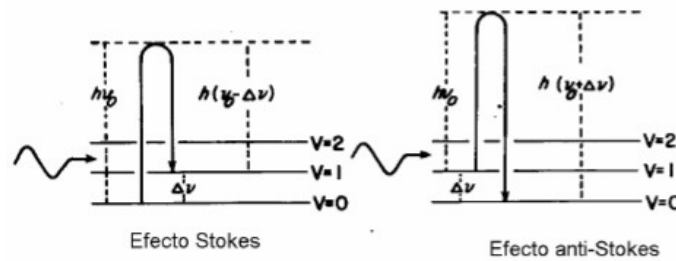 hν₀
h(ν₀-Δν)
V=2
V=1
Δν
V=0
Efecto Stokes
hν₀
h(ν₀+Δν)
V=2
V=1
Δν
V=0
Efecto anti-Stokes